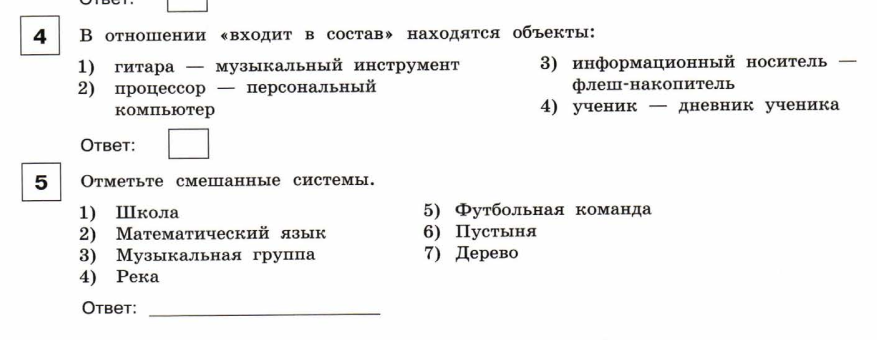 Ответ:
4 В отношении «входит в состав» находятся объекты:
1) гитара — музыкальный инструмент
2) процессор — персональный
компьютер
3) информационный носитель —
флеш-накопитель
4) ученик — дневник ученика
Ответ:
5 Отметьте смешанные системы.
1) Школа
2) Математический язык
3) Музыкальная группа
4) Река
5) Футбольная команда
6) Пустыня
7) Дерево
Ответ: